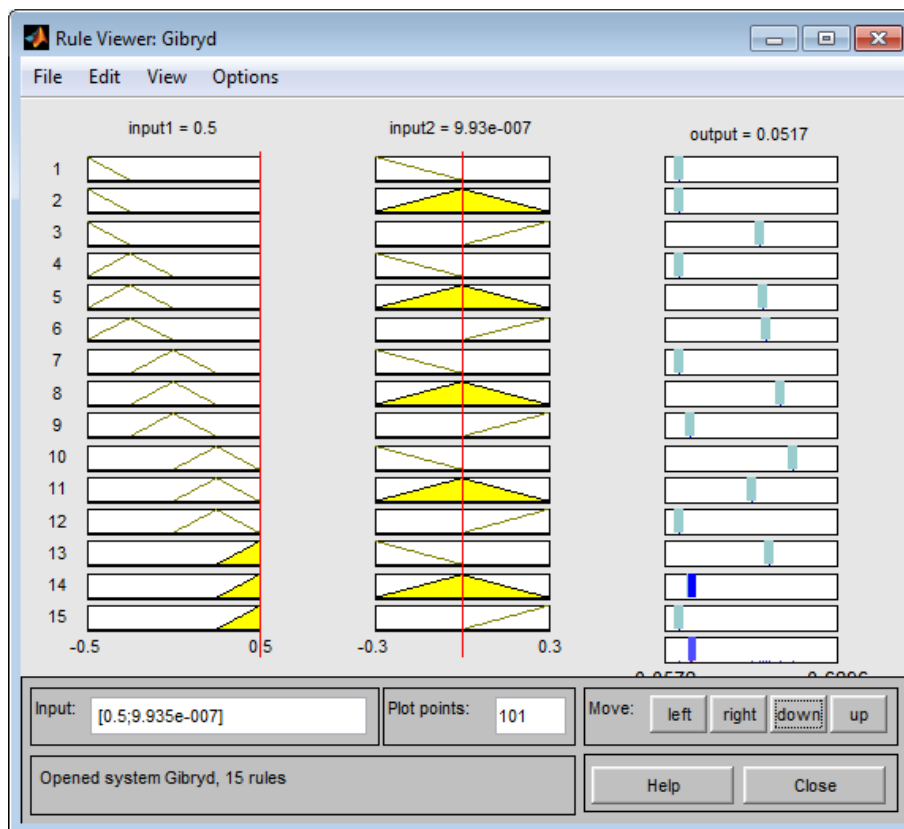 Rule Viewer: Gibryd
File Edit View Options
input1 = 0.5 input2 = 9.93e-007 output = 0.0517
1
2
3
4
5
6
7
8
9
10
11
12
13
14
15
-0.5 0.5 -0.3 0.3
Input: [0.5;9.935e-007] Plot points: 101 Move: left right down up
Opened system Gibryd, 15 rules Help Close